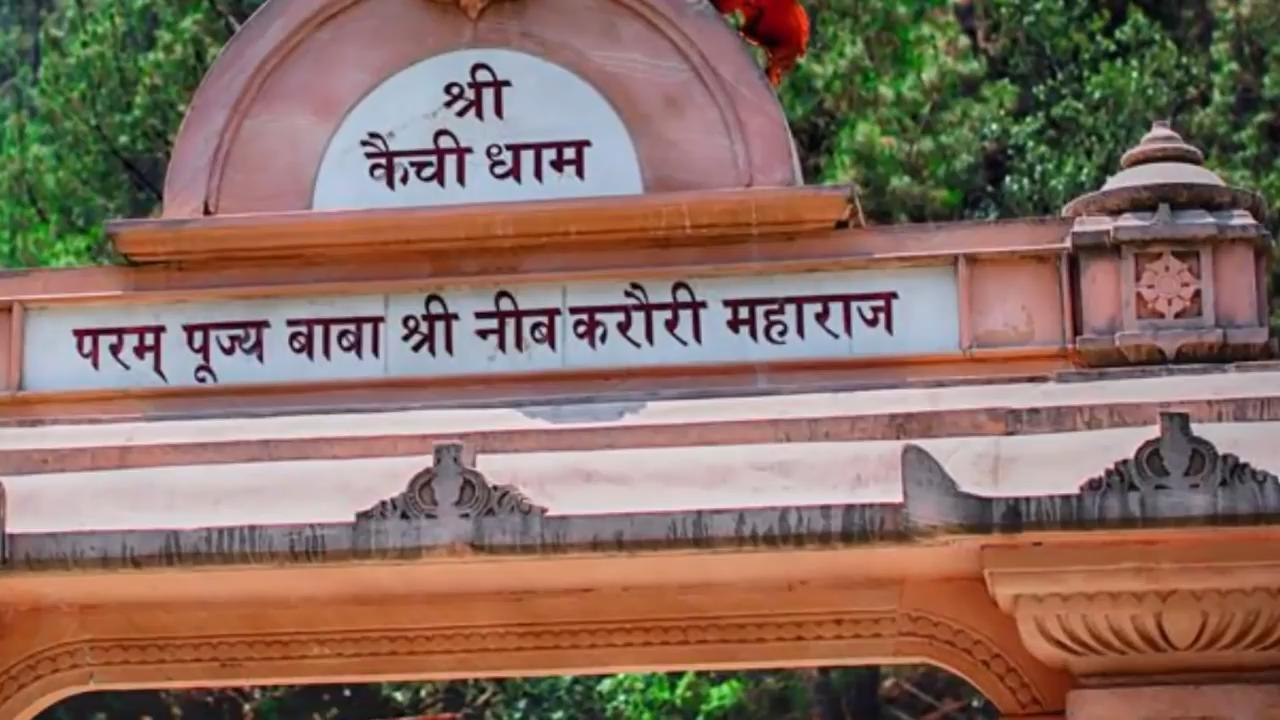 श्री
कैंची धाम
परम् पूज्य बाबा श्री नीब करौरी महाराज